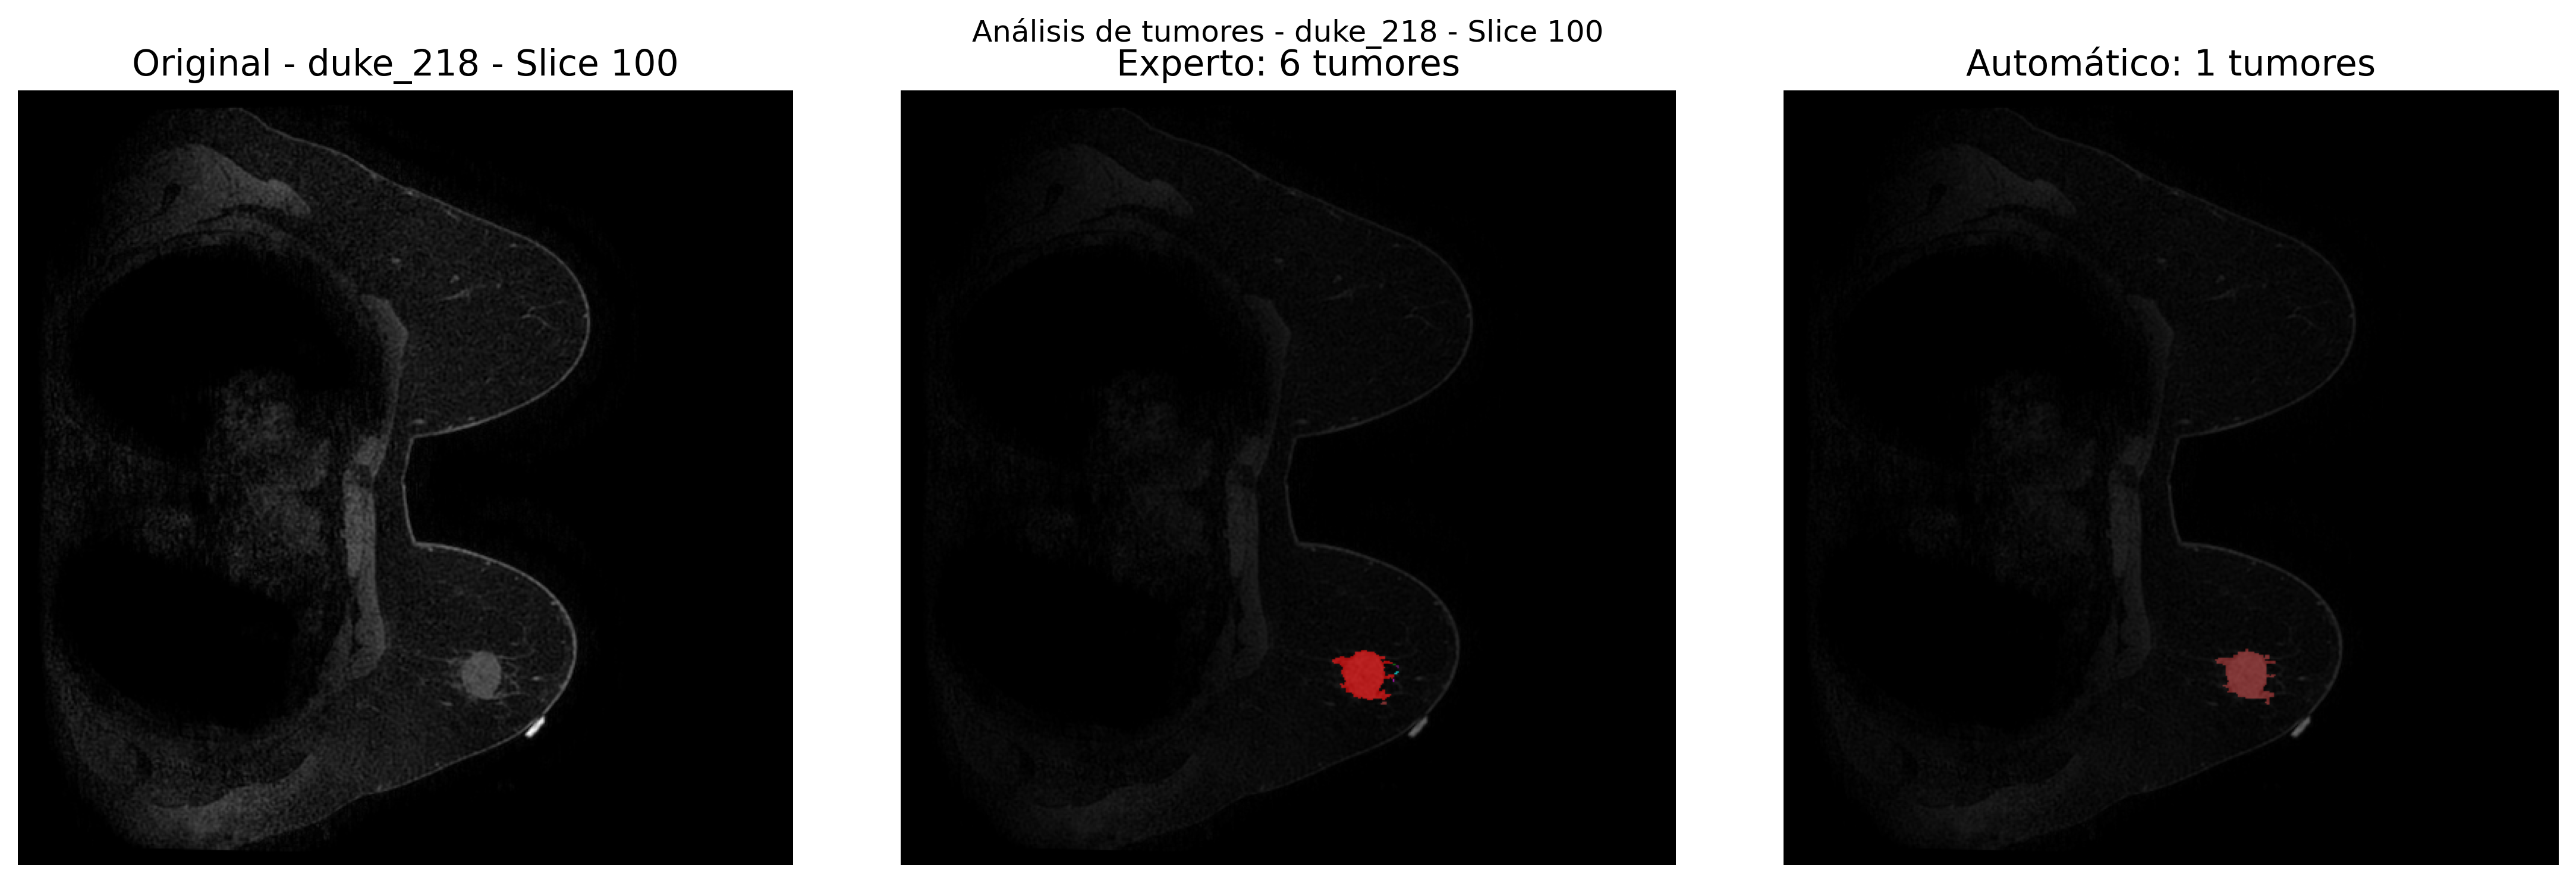 Análisis de tumores - duke_218 - Slice 100
Original - duke_218 - Slice 100
Experto: 6 tumores
Automático: 1 tumores